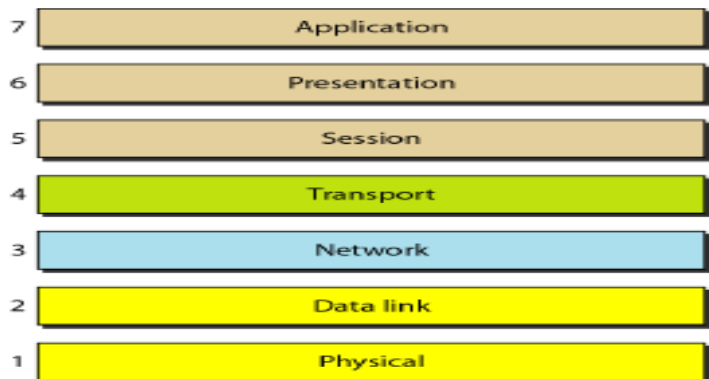 7 Application
6 Presentation
5 Session
4 Transport
3 Network
2 Data link
1 Physical